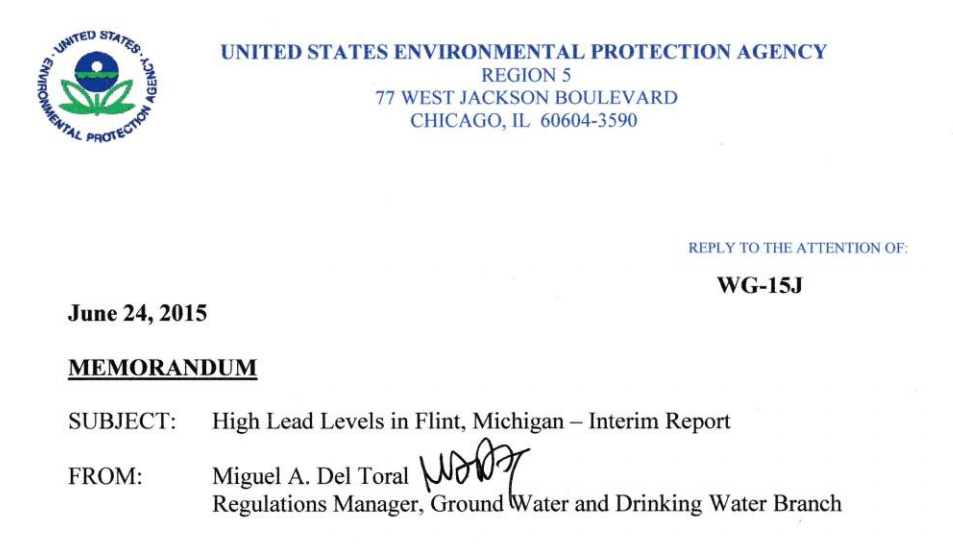 UNITED STATES · ENVIRONMENTAL PROTECTION AGENCY ·
UNITED STATES ENVIRONMENTAL PROTECTION AGENCY
REGION 5
77 WEST JACKSON BOULEVARD
CHICAGO, IL 60604-3590
REPLY TO THE ATTENTION OF:
WG-15J
June 24, 2015
MEMORANDUM
SUBJECT: High Lead Levels in Flint, Michigan – Interim Report
FROM: Miguel A. Del Toral
Regulations Manager, Ground Water and Drinking Water Branch